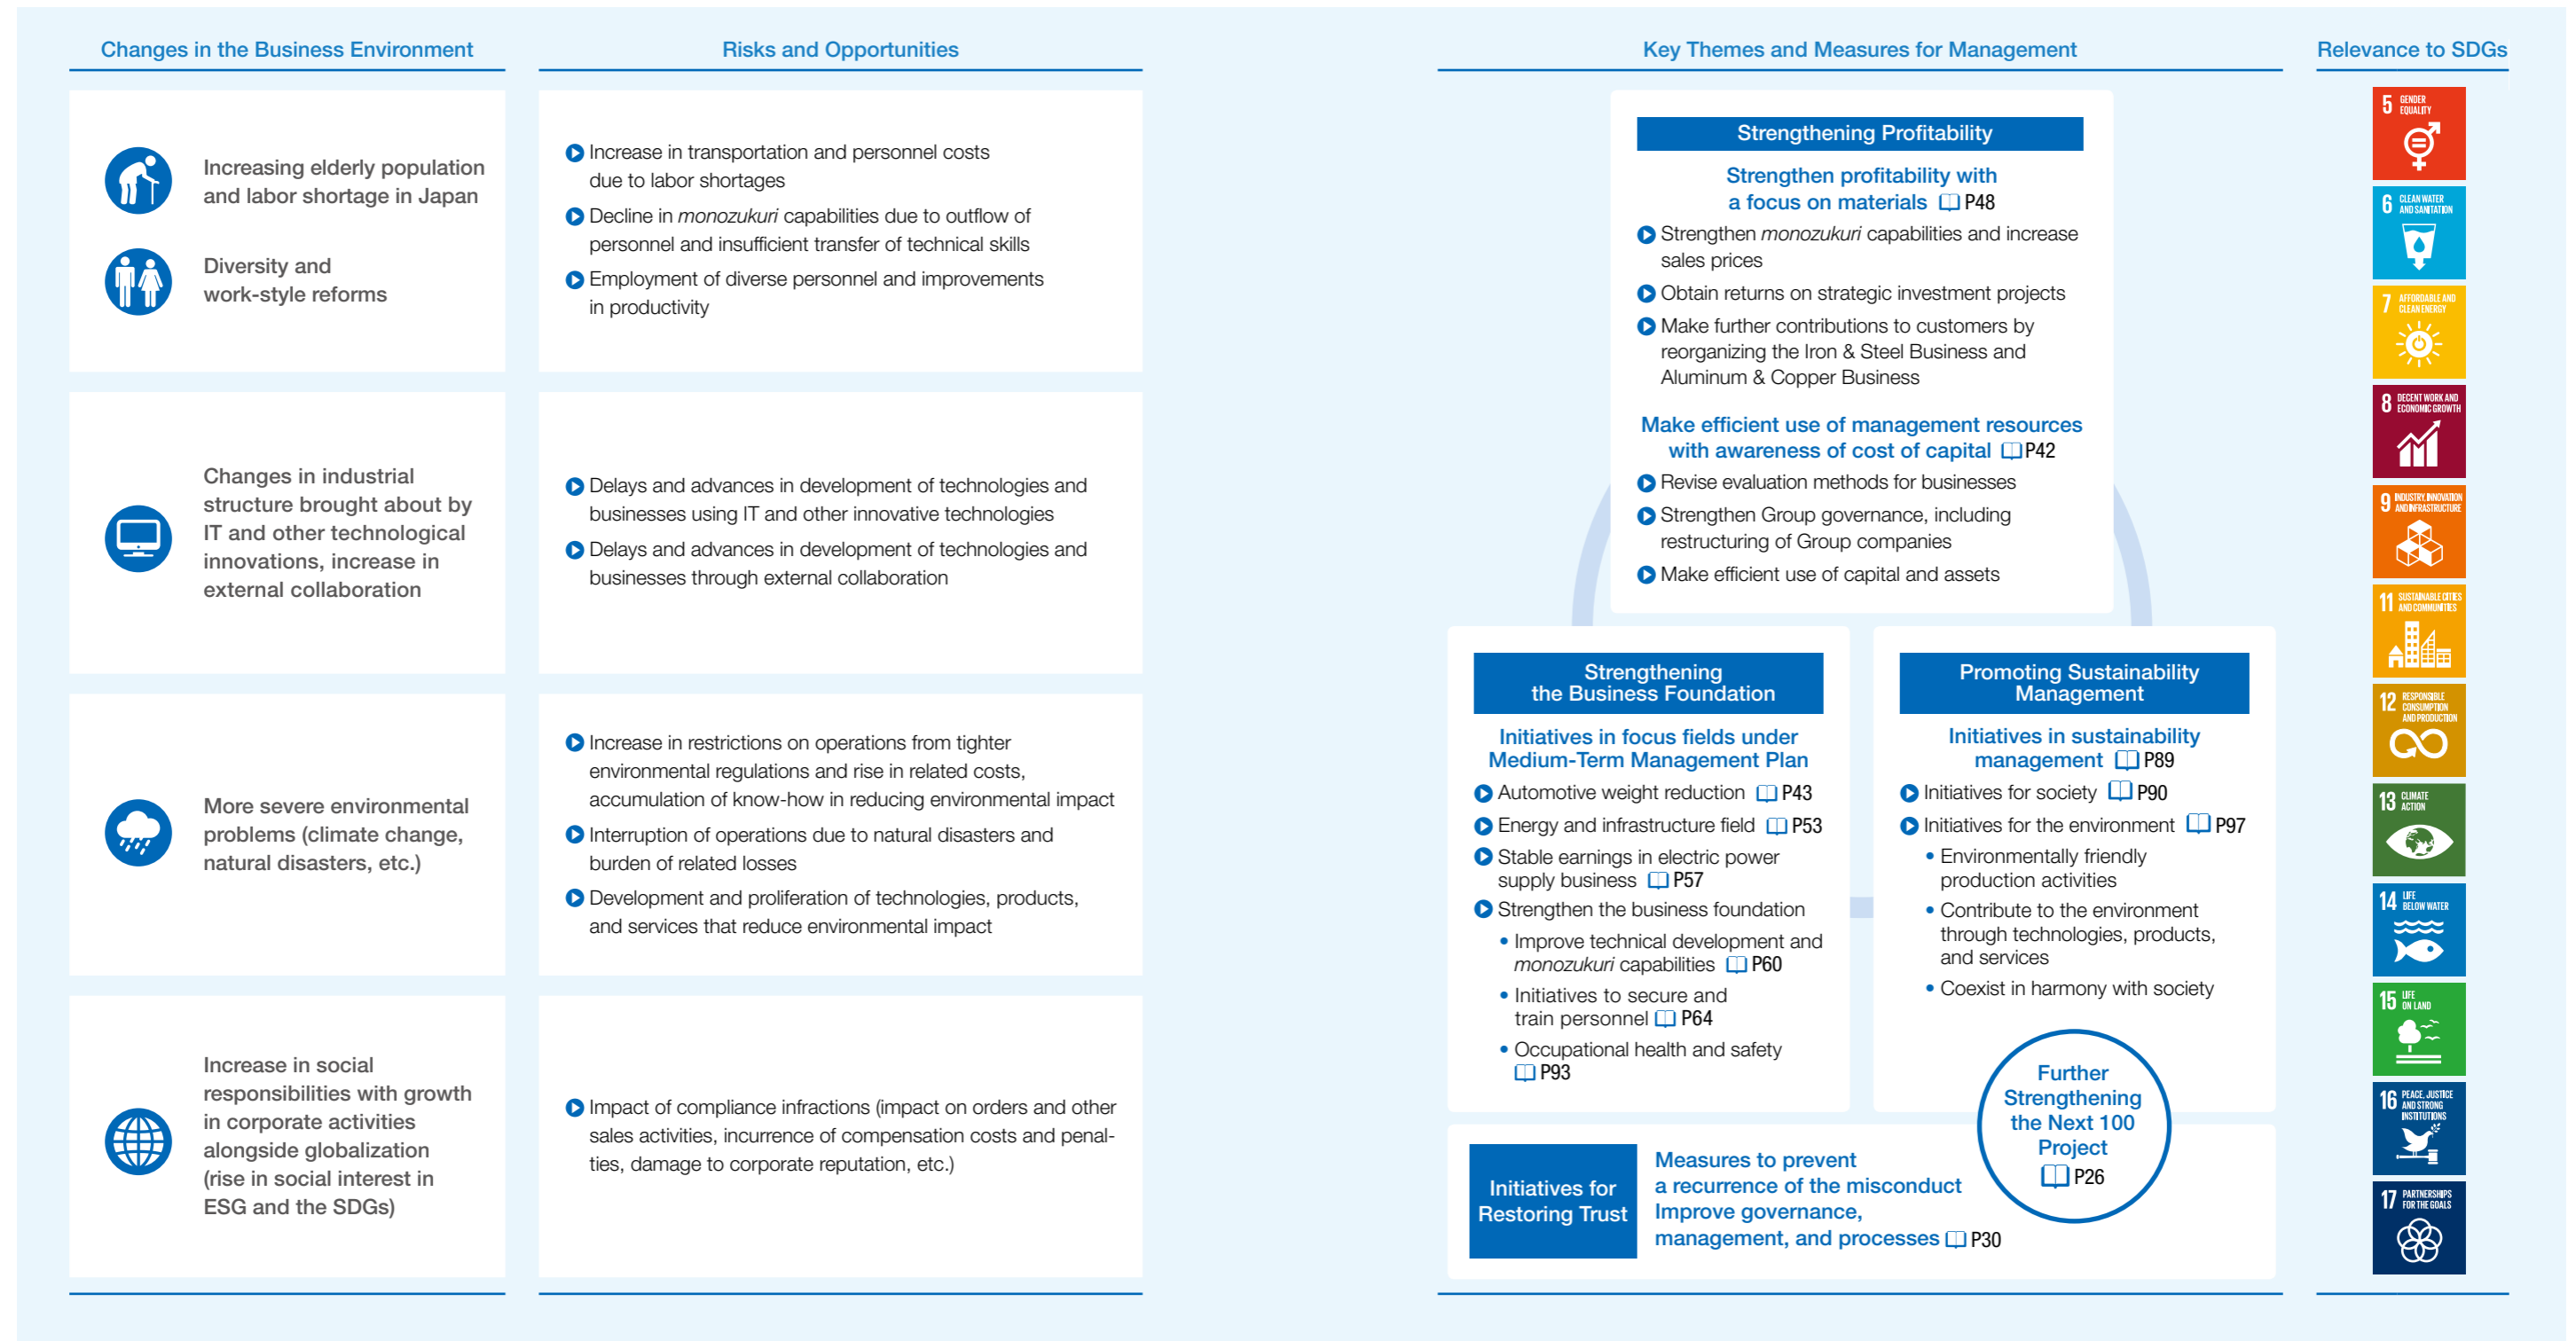 Changes in the Business Environment
Increasing elderly population
and labor shortage in Japan
Diversity and
work-style reforms
Changes in industrial
structure brought about by
IT and other technological
innovations, increase in
external collaboration
More severe environmental
problems (climate change,
natural disasters, etc.)
Increase in social
responsibilities with growth
in corporate activities
alongside globalization
(rise in social interest in
ESG and the SDGs)
Risks and Opportunities
Increase in transportation and personnel costs
due to labor shortages
Decline in monozukuri capabilities due to outflow of
personnel and insufficient transfer of technical skills
Employment of diverse personnel and improvements
in productivity
Delays and advances in development of technologies and
businesses using IT and other innovative technologies
Delays and advances in development of technologies and
businesses through external collaboration
Increase in restrictions on operations from tighter
environmental regulations and rise in related costs,
accumulation of know-how in reducing environmental impact
Interruption of operations due to natural disasters and
burden of related losses
Development and proliferation of technologies, products,
and services that reduce environmental impact
Impact of compliance infractions (impact on orders and other
sales activities, incurrence of compensation costs and penal-
ties, damage to corporate reputation, etc.)
Key Themes and Measures for Management
Strengthening Profitability
Strengthen profitability with
a focus on materials P48
Strengthen monozukuri capabilities and increase
sales prices
Obtain returns on strategic investment projects
Make further contributions to customers by
reorganizing the Iron & Steel Business and
Aluminum & Copper Business
Make efficient use of management resources
with awareness of cost of capital P42
Revise evaluation methods for businesses
Strengthen Group governance, including
restructuring of Group companies
Make efficient use of capital and assets
Strengthening
the Business Foundation
Initiatives in focus fields under
Medium-Term Management Plan
Automotive weight reduction P43
Energy and infrastructure field P53
Stable earnings in electric power
supply business P57
Strengthen the business foundation
• Improve technical development and
monozukuri capabilities P60
• Initiatives to secure and
train personnel P64
• Occupational health and safety
P93
Promoting Sustainability
Management
Initiatives in sustainability
management P89
Initiatives for society P90
Initiatives for the environment P97
• Environmentally friendly
production activities
• Contribute to the environment
through technologies, products,
and services
• Coexist in harmony with society
Further
Strengthening
the Next 100
Project
P26
Initiatives for
Restoring Trust
Measures to prevent
a recurrence of the misconduct
Improve governance,
management, and processes P30
Relevance to SDGs
5 GENDER
EQUALITY
6 CLEAN WATER
AND SANITATION
7 AFFORDABLE AND
CLEAN ENERGY
8 DECENT WORK AND
ECONOMIC GROWTH
9 INDUSTRY, INNOVATION
AND INFRASTRUCTURE
11 SUSTAINABLE CITIES
AND COMMUNITIES
12 RESPONSIBLE
CONSUMPTION
AND PRODUCTION
13 CLIMATE
ACTION
14 LIFE
BELOW WATER
15 LIFE
ON LAND
16 PEACE, JUSTICE
AND STRONG
INSTITUTIONS
17 PARTNERSHIPS
FOR THE GOALS